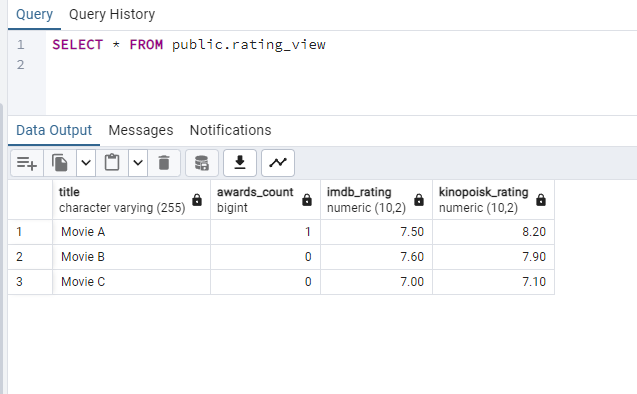 Query Query History
1 SELECT * FROM public.rating_view
2
Data Output Messages Notifications
title awards_count imdb_rating kinopoisk_rating
character varying (255) bigint numeric (10,2) numeric (10,2)
1 Movie A 1 7.50 8.20
2 Movie B 0 7.60 7.90
3 Movie C 0 7.00 7.10